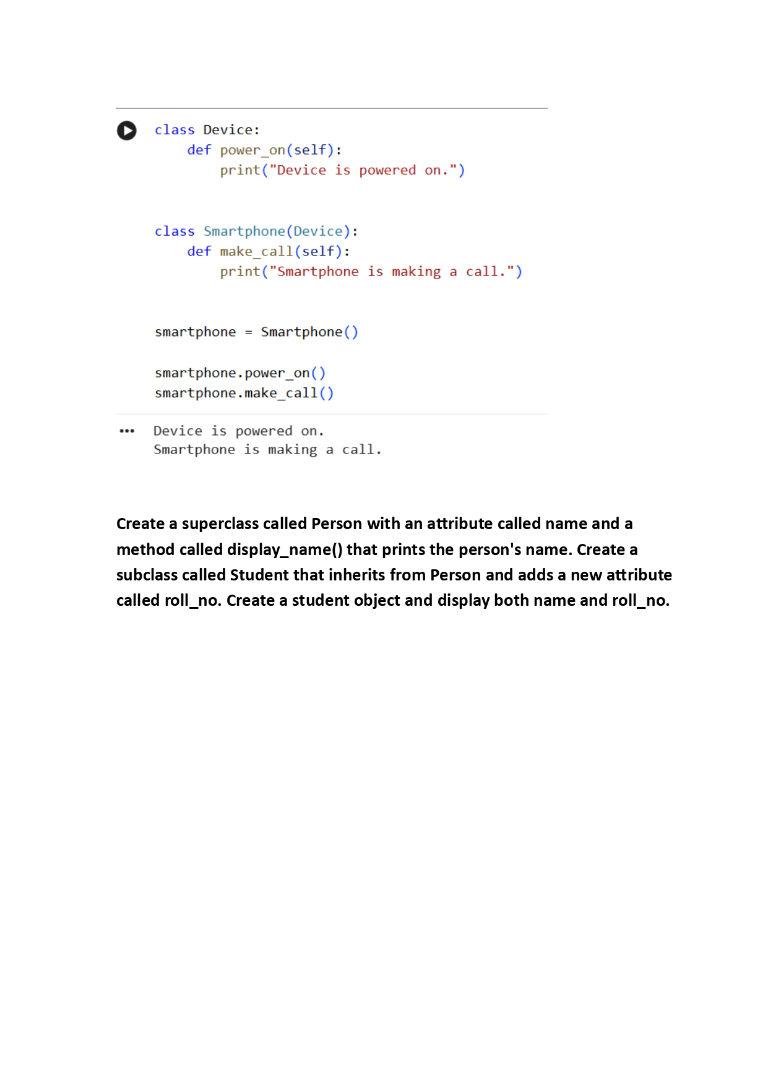 class Device:
    def power_on(self):
        print("Device is powered on.")
class Smartphone(Device):
    def make_call(self):
        print("Smartphone is making a call.")
smartphone = Smartphone()
smartphone.power_on()
smartphone.make_call()
Device is powered on.
Smartphone is making a call.
Create a superclass called Person with an attribute called name and a
method called display_name() that prints the person's name. Create a
subclass called Student that inherits from Person and adds a new attribute
called roll_no. Create a student object and display both name and roll_no.